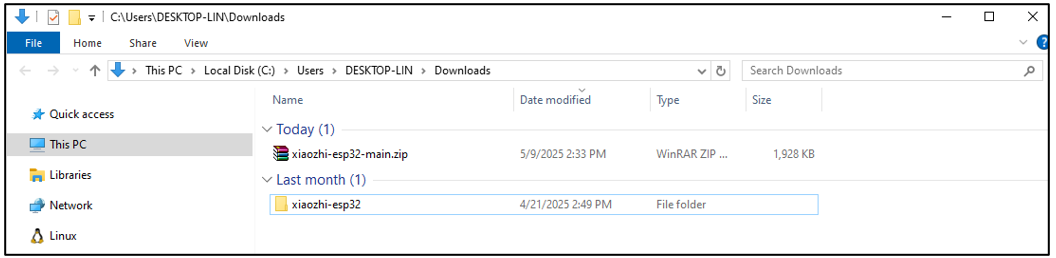 C:\Users\DESKTOP-LIN\Downloads
File Home Share View
This PC > Local Disk (C:) > Users > DESKTOP-LIN > Downloads
Search Downloads
Quick access
This PC
Libraries
Network
Linux
Name Date modified Type Size
Today (1)
xiaozhi-esp32-main.zip 5/9/2025 2:33 PM WinRAR ZIP ... 1,928 KB
Last month (1)
xiaozhi-esp32 4/21/2025 2:49 PM File folder